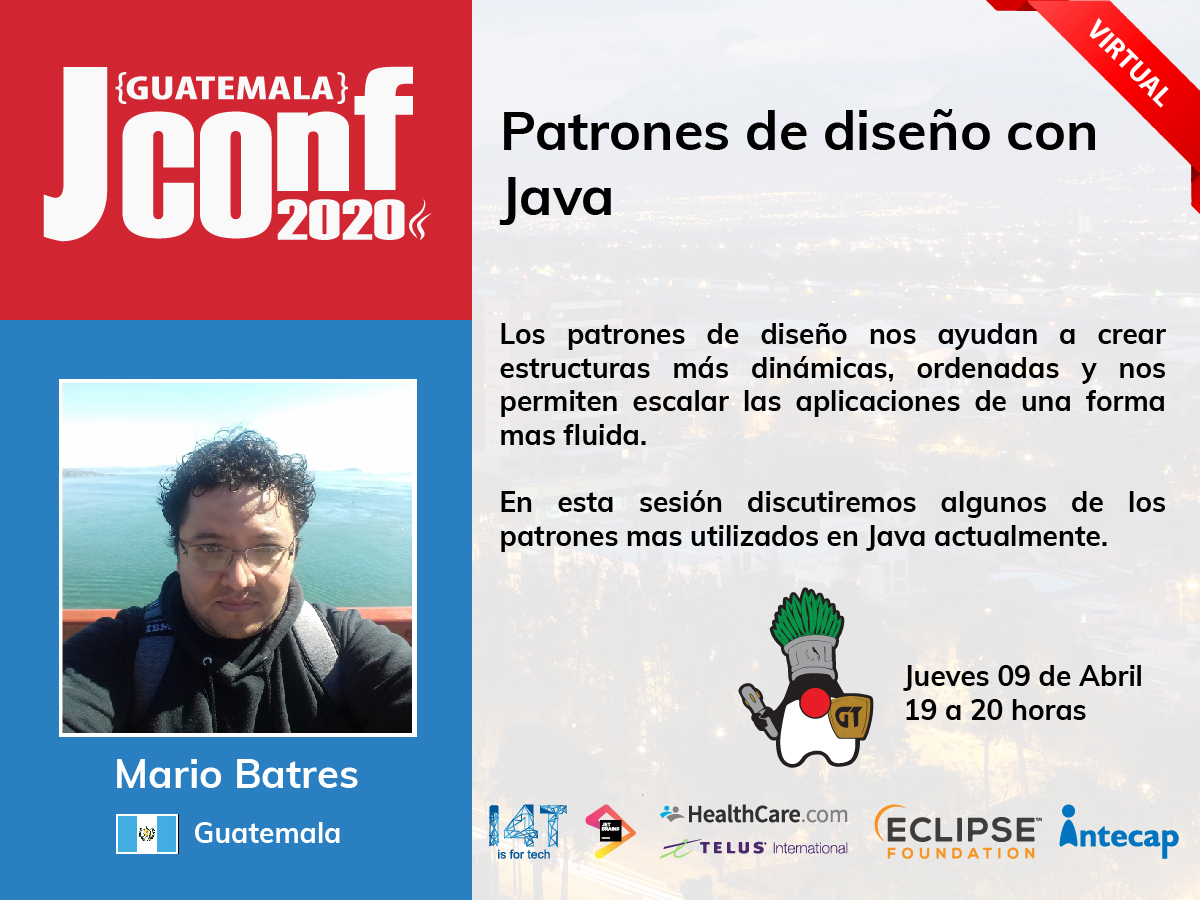 {GUATEMALA}
Jconf
2020
VIRTUAL
Patrones de diseño con
Java
Los patrones de diseño nos ayudan a crear
estructuras más dinámicas, ordenadas y nos
permiten escalar las aplicaciones de una forma
mas fluida.
En esta sesión discutiremos algunos de los
patrones mas utilizados en Java actualmente.
IBM
GT
Jueves 09 de Abril
19 a 20 horas
Mario Batres
Guatemala
I4T
is for tech
JET
BRAINS
HealthCare.com
TELUS® International
ECLIPSE™
FOUNDATION
intecap